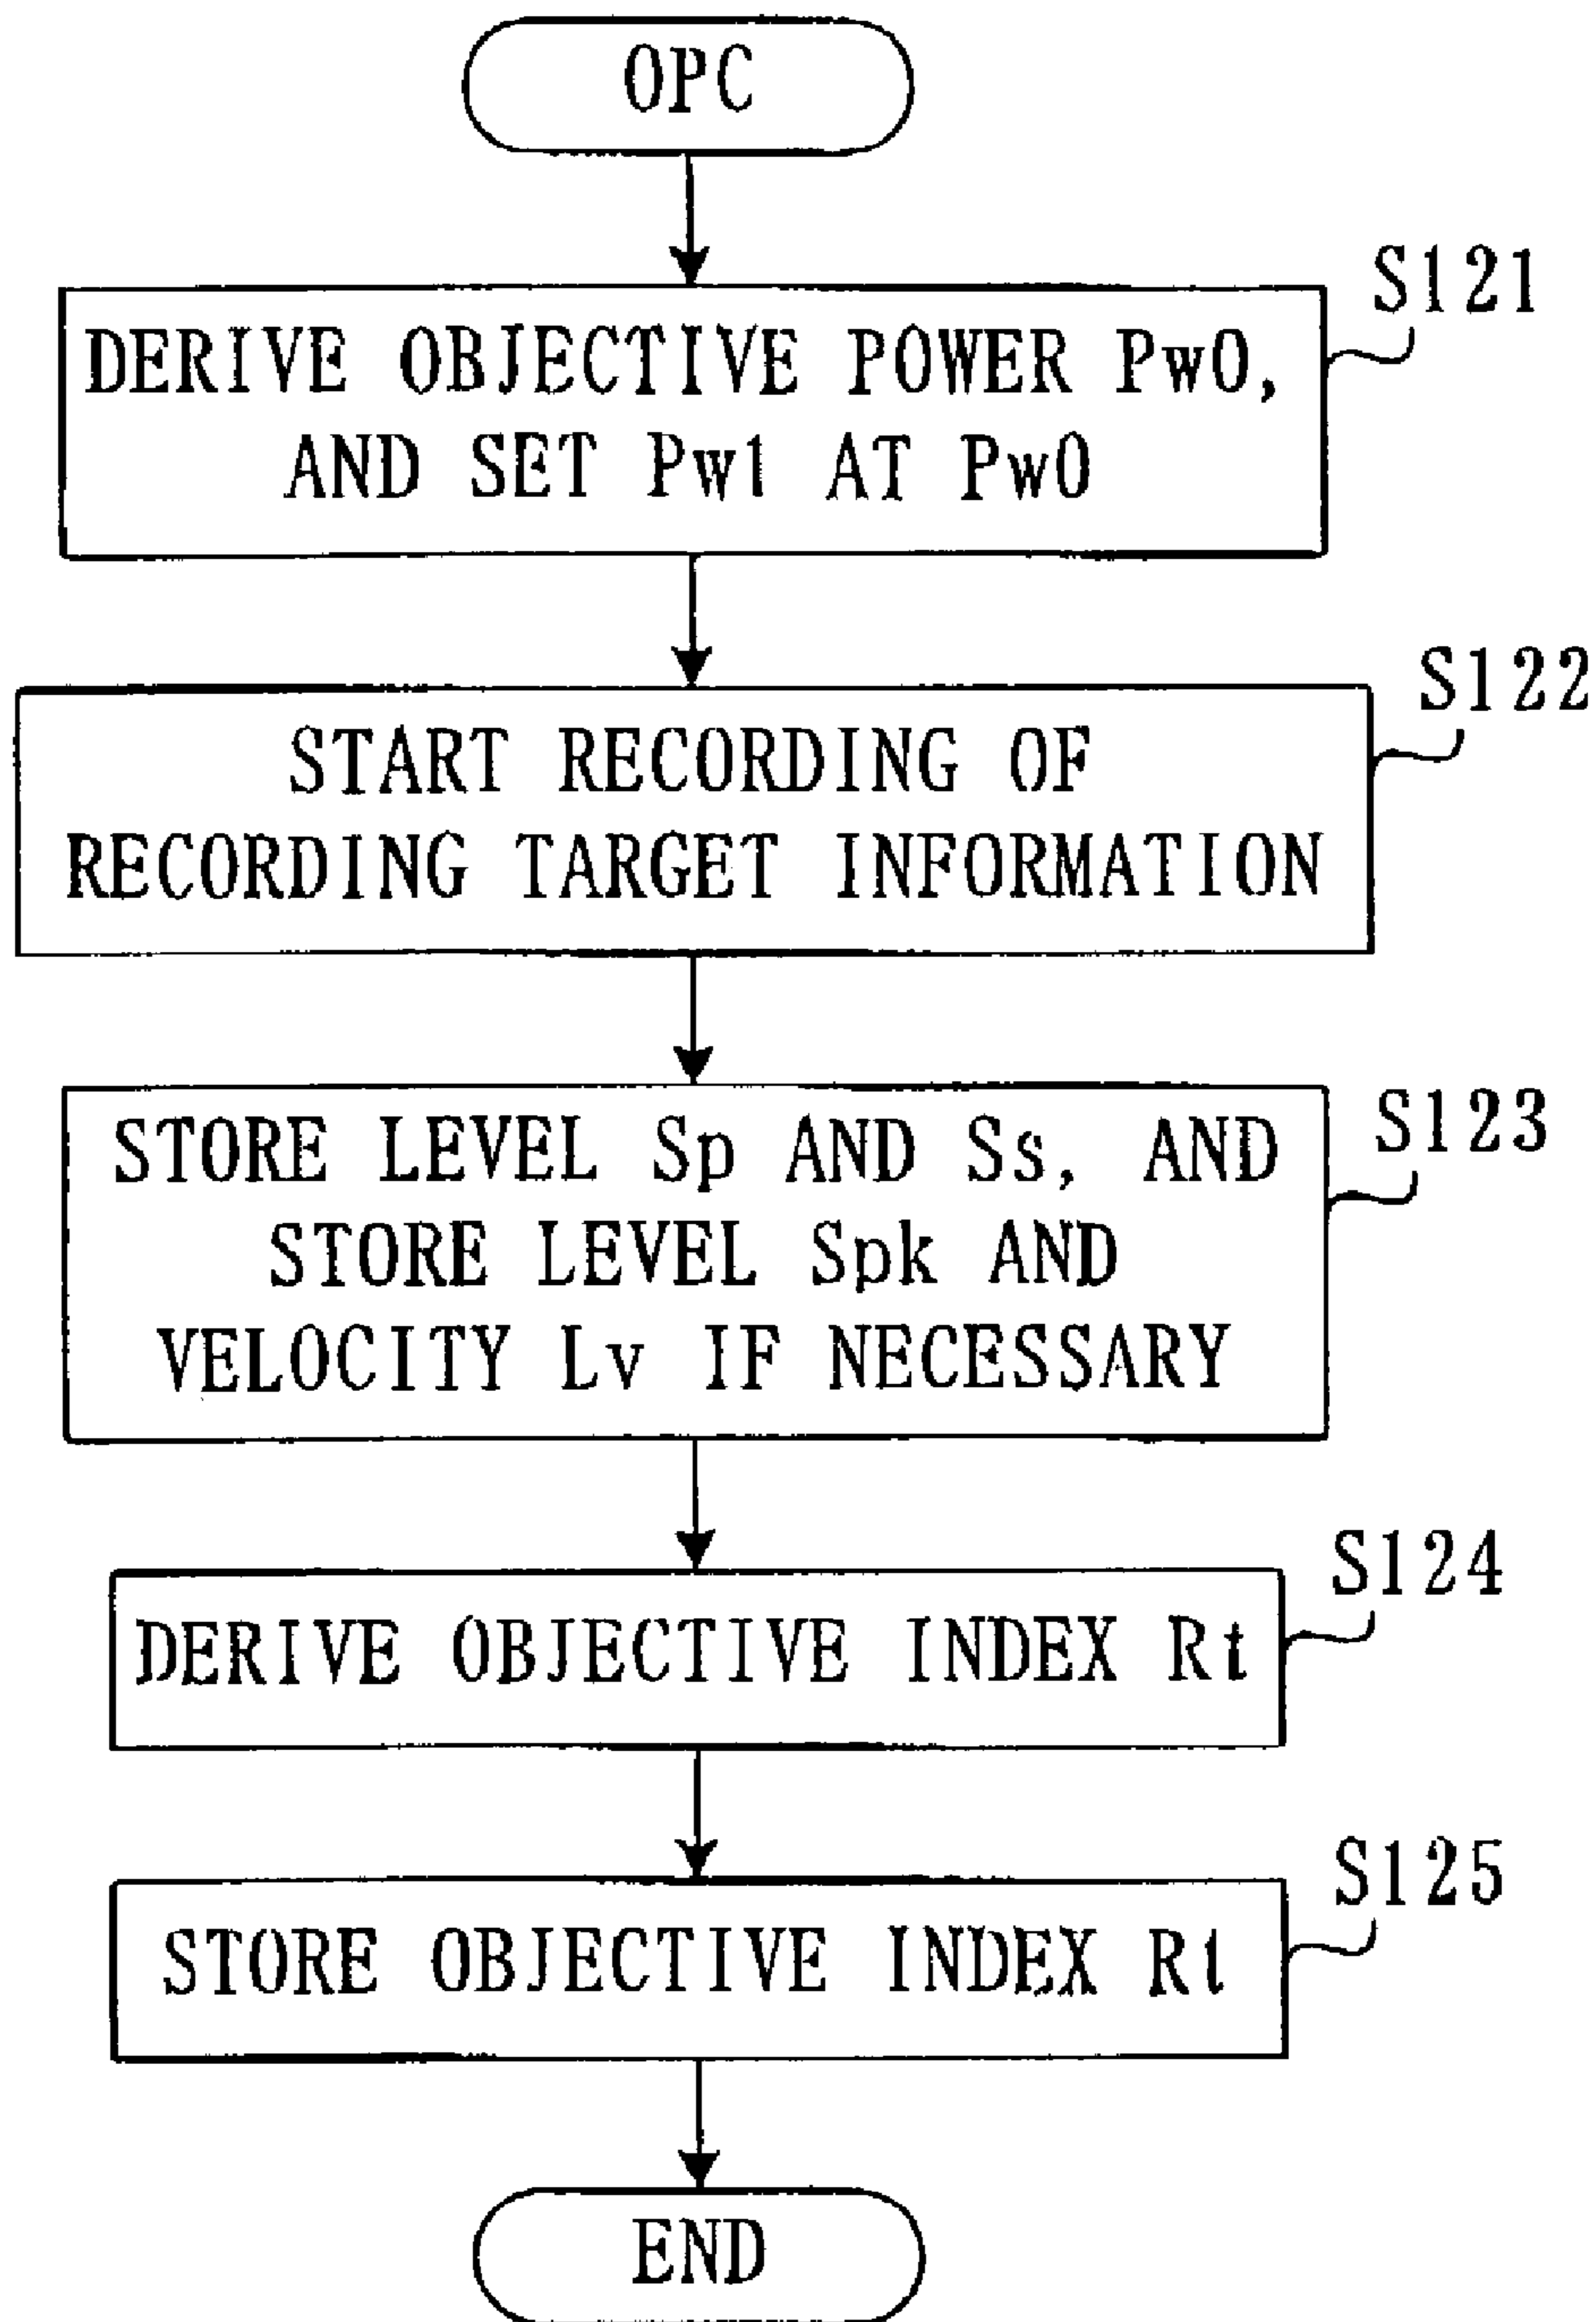 OPC
S121
DERIVE OBJECTIVE POWER Pw0,
AND SET Pw1 AT Pw0
S122
START RECORDING OF
RECORDING TARGET INFORMATION
S123
STORE LEVEL Sp AND Ss, AND
STORE LEVEL Spk AND
VELOCITY Lv IF NECESSARY
S124
DERIVE OBJECTIVE INDEX Rt
S125
STORE OBJECTIVE INDEX Rt
END